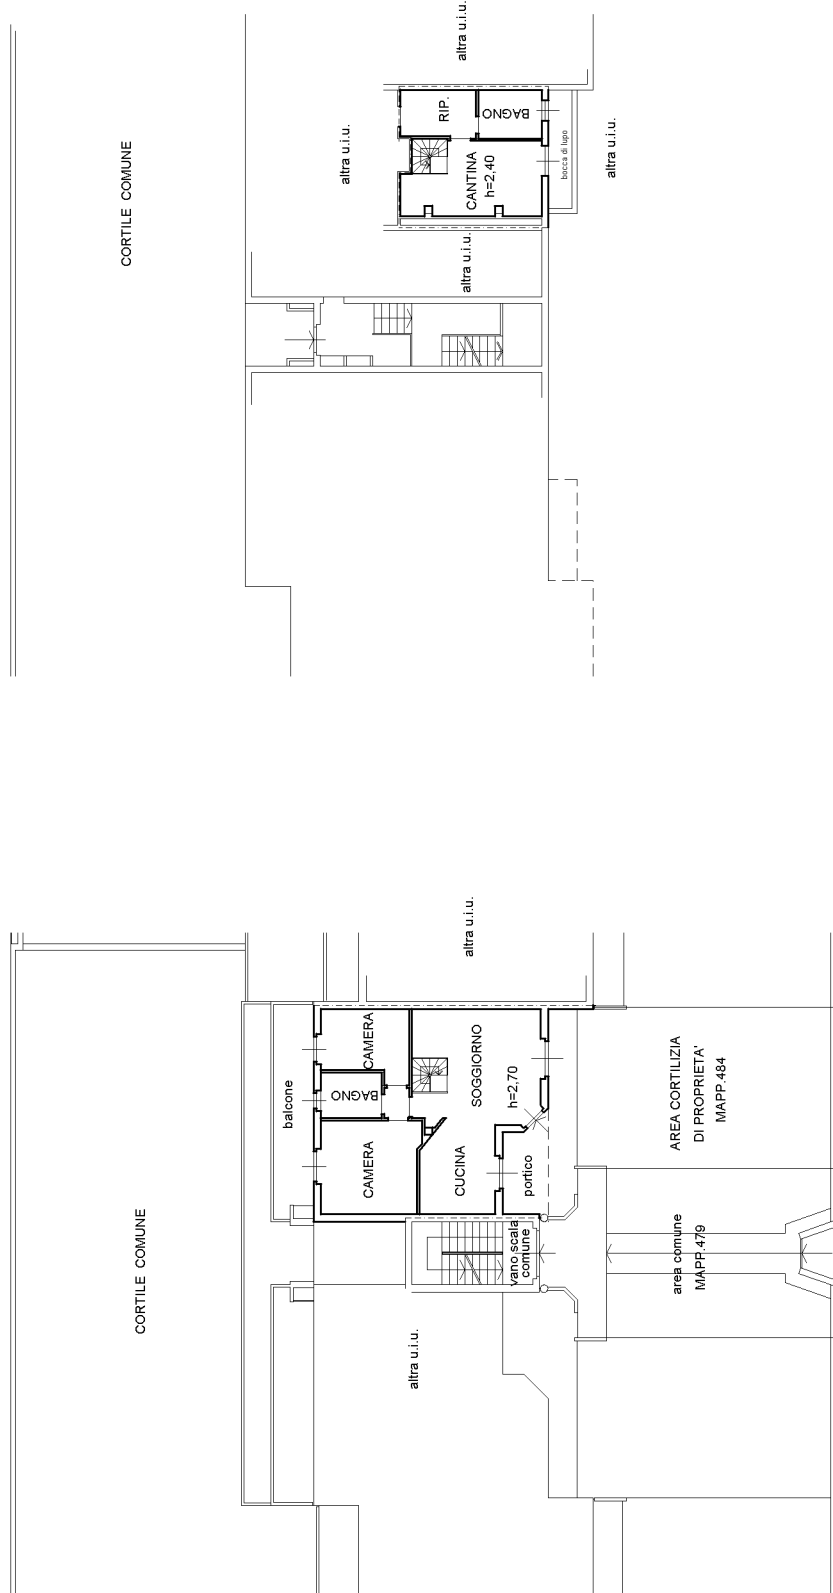 altra u.i.u.
RIP.
BAGNO
altra u.i.u.
CORTILE COMUNE
bocca di lupo
altra u.i.u.
CANTINA
h=2,40
altra u.i.u.
altra u.i.u.
CAMERA
SOGGIORNO
h=2,70
BAGNO
balcone
AREA CORTILIZIA
DI PROPRIETA'
MAPP.484
CAMERA
CUCINA
portico
CORTILE COMUNE
vano scala
comune
area comune
MAPP.479
altra u.i.u.